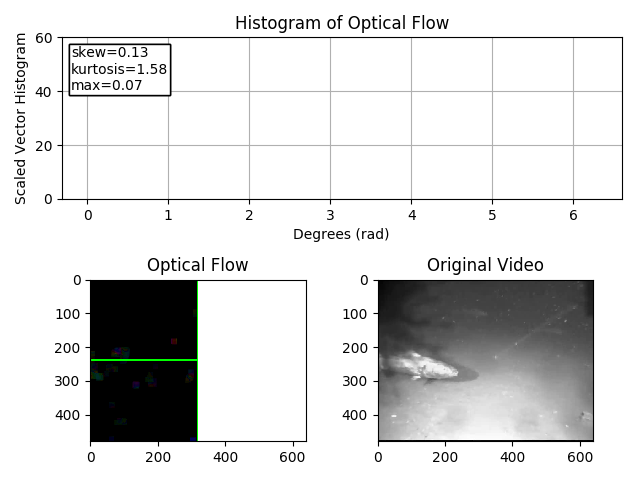 Histogram of Optical Flow
skew=0.13
kurtosis=1.58
max=0.07
Scaled Vector Histogram
60
40
20
0
0 1 2 3 4 5 6
Degrees (rad)
Optical Flow
0
100
200
300
400
0 200 400 600
Original Video
0
100
200
300
400
0 200 400 600